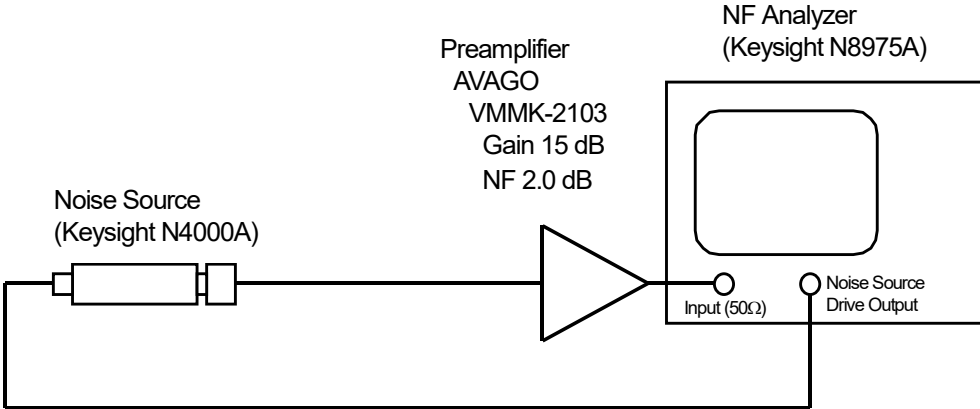 NF Analyzer
(Keysight N8975A)
Preamplifier
AVAGO
VMMK-2103
Gain 15 dB
NF 2.0 dB
Noise Source
(Keysight N4000A)
Input (50Ω)
Noise Source
Drive Output